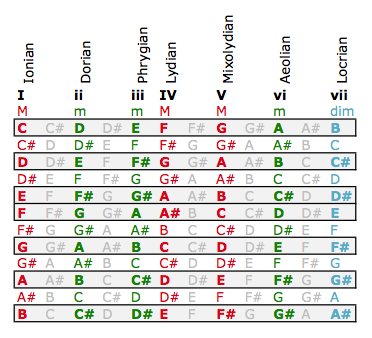 Ionian Dorian Phrygian Lydian Mixolydian Aeolian Locrian
I ii iii IV V vi vii
M m m M M m dim
C C# D D# E F F# G G# A A# B
C# D D# E F F# G G# A A# B C
D D# E F F# G G# A A# B C C#
D# E F F# G G# A A# B C C# D
E F F# G G# A A# B C C# D D#
F F# G G# A A# B C C# D D# E
F# G G# A A# B C C# D D# E F
G G# A A# B C C# D D# E F F#
G# A A# B C C# D D# E F F# G
A A# B C C# D D# E F F# G G#
A# B C C# D D# E F F# G G# A
B C C# D D# E F F# G G# A A#